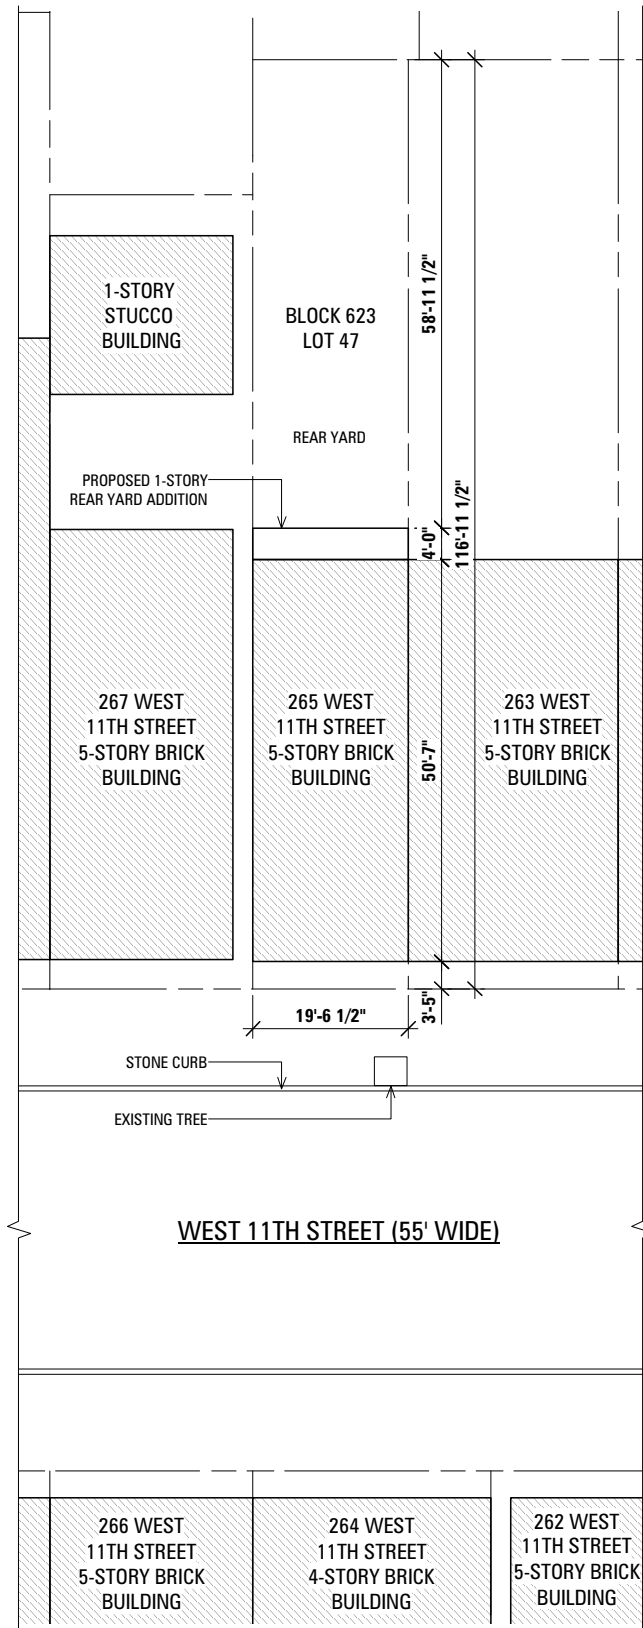 1-STORY
STUCCO
BUILDING
BLOCK 623
LOT 47
58'-11 1/2"
REAR YARD
PROPOSED 1-STORY
REAR YARD ADDITION
4'-0"
116'-11 1/2"
267 WEST
11TH STREET
5-STORY BRICK
BUILDING
265 WEST
11TH STREET
5-STORY BRICK
BUILDING
50'-7"
263 WEST
11TH STREET
5-STORY BRICK
BUILDING
19'-6 1/2"
3'-5"
STONE CURB
EXISTING TREE
WEST 11TH STREET (55' WIDE)
266 WEST
11TH STREET
5-STORY BRICK
BUILDING
264 WEST
11TH STREET
4-STORY BRICK
BUILDING
262 WEST
11TH STREET
5-STORY BRICK
BUILDING